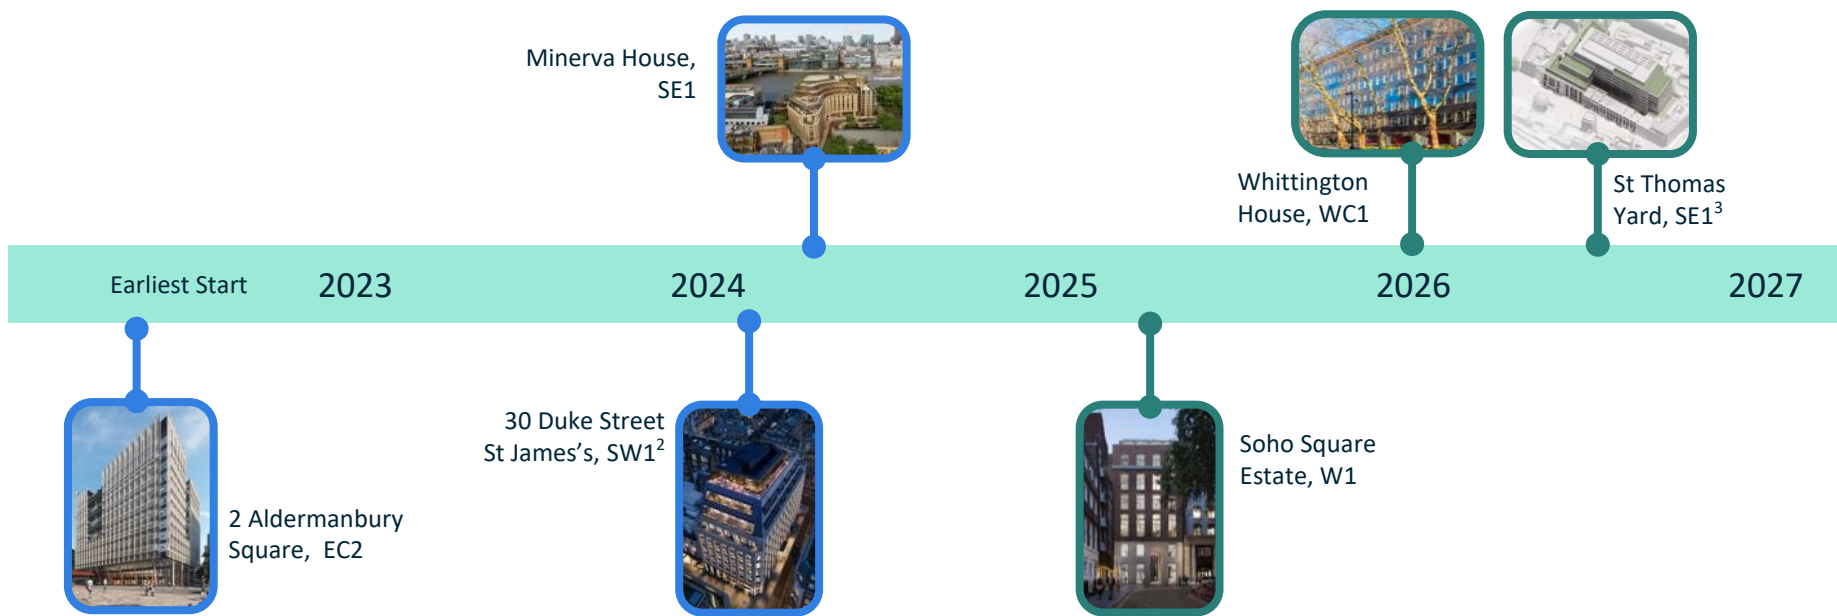 Minerva House,
SE1
Whittington
House, WC1
St Thomas
Yard, SE1³
Earliest Start 2023 2024 2025 2026 2027
2 Aldermanbury
Square, EC2
30 Duke Street
St James’s, SW1²
Soho Square
Estate, W1